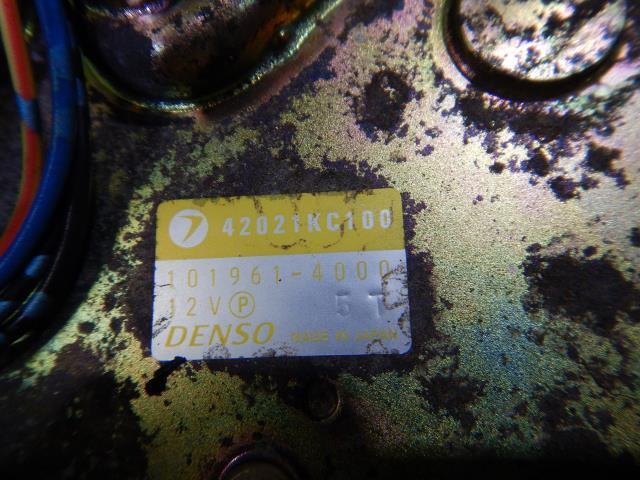 42021KC100
101961-4000
12V Ⓟ 5T
DENSO MADE IN JAPAN